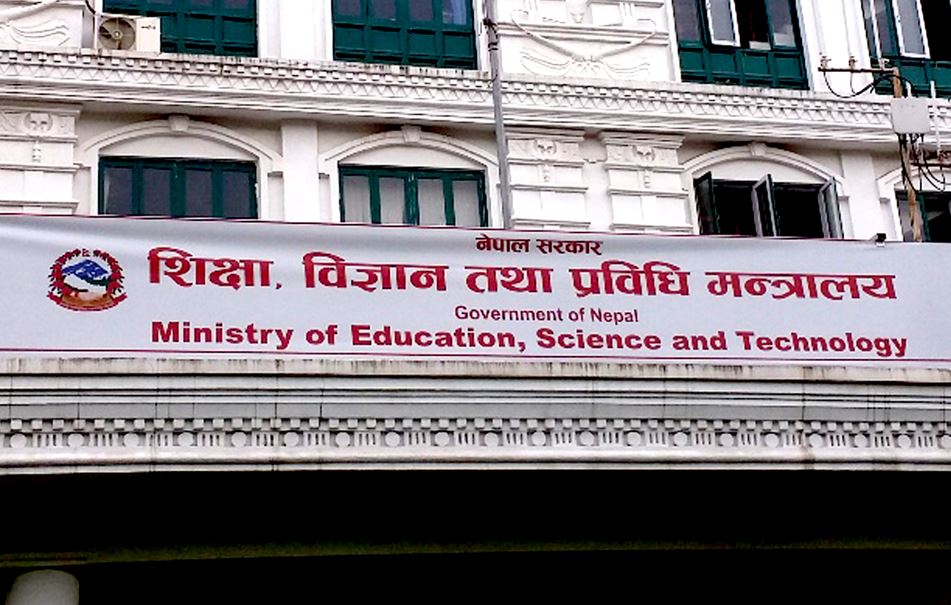 नेपाल सरकार
शिक्षा, विज्ञान तथा प्रविधि मन्त्रालय
Government of Nepal
Ministry of Education, Science and Technology